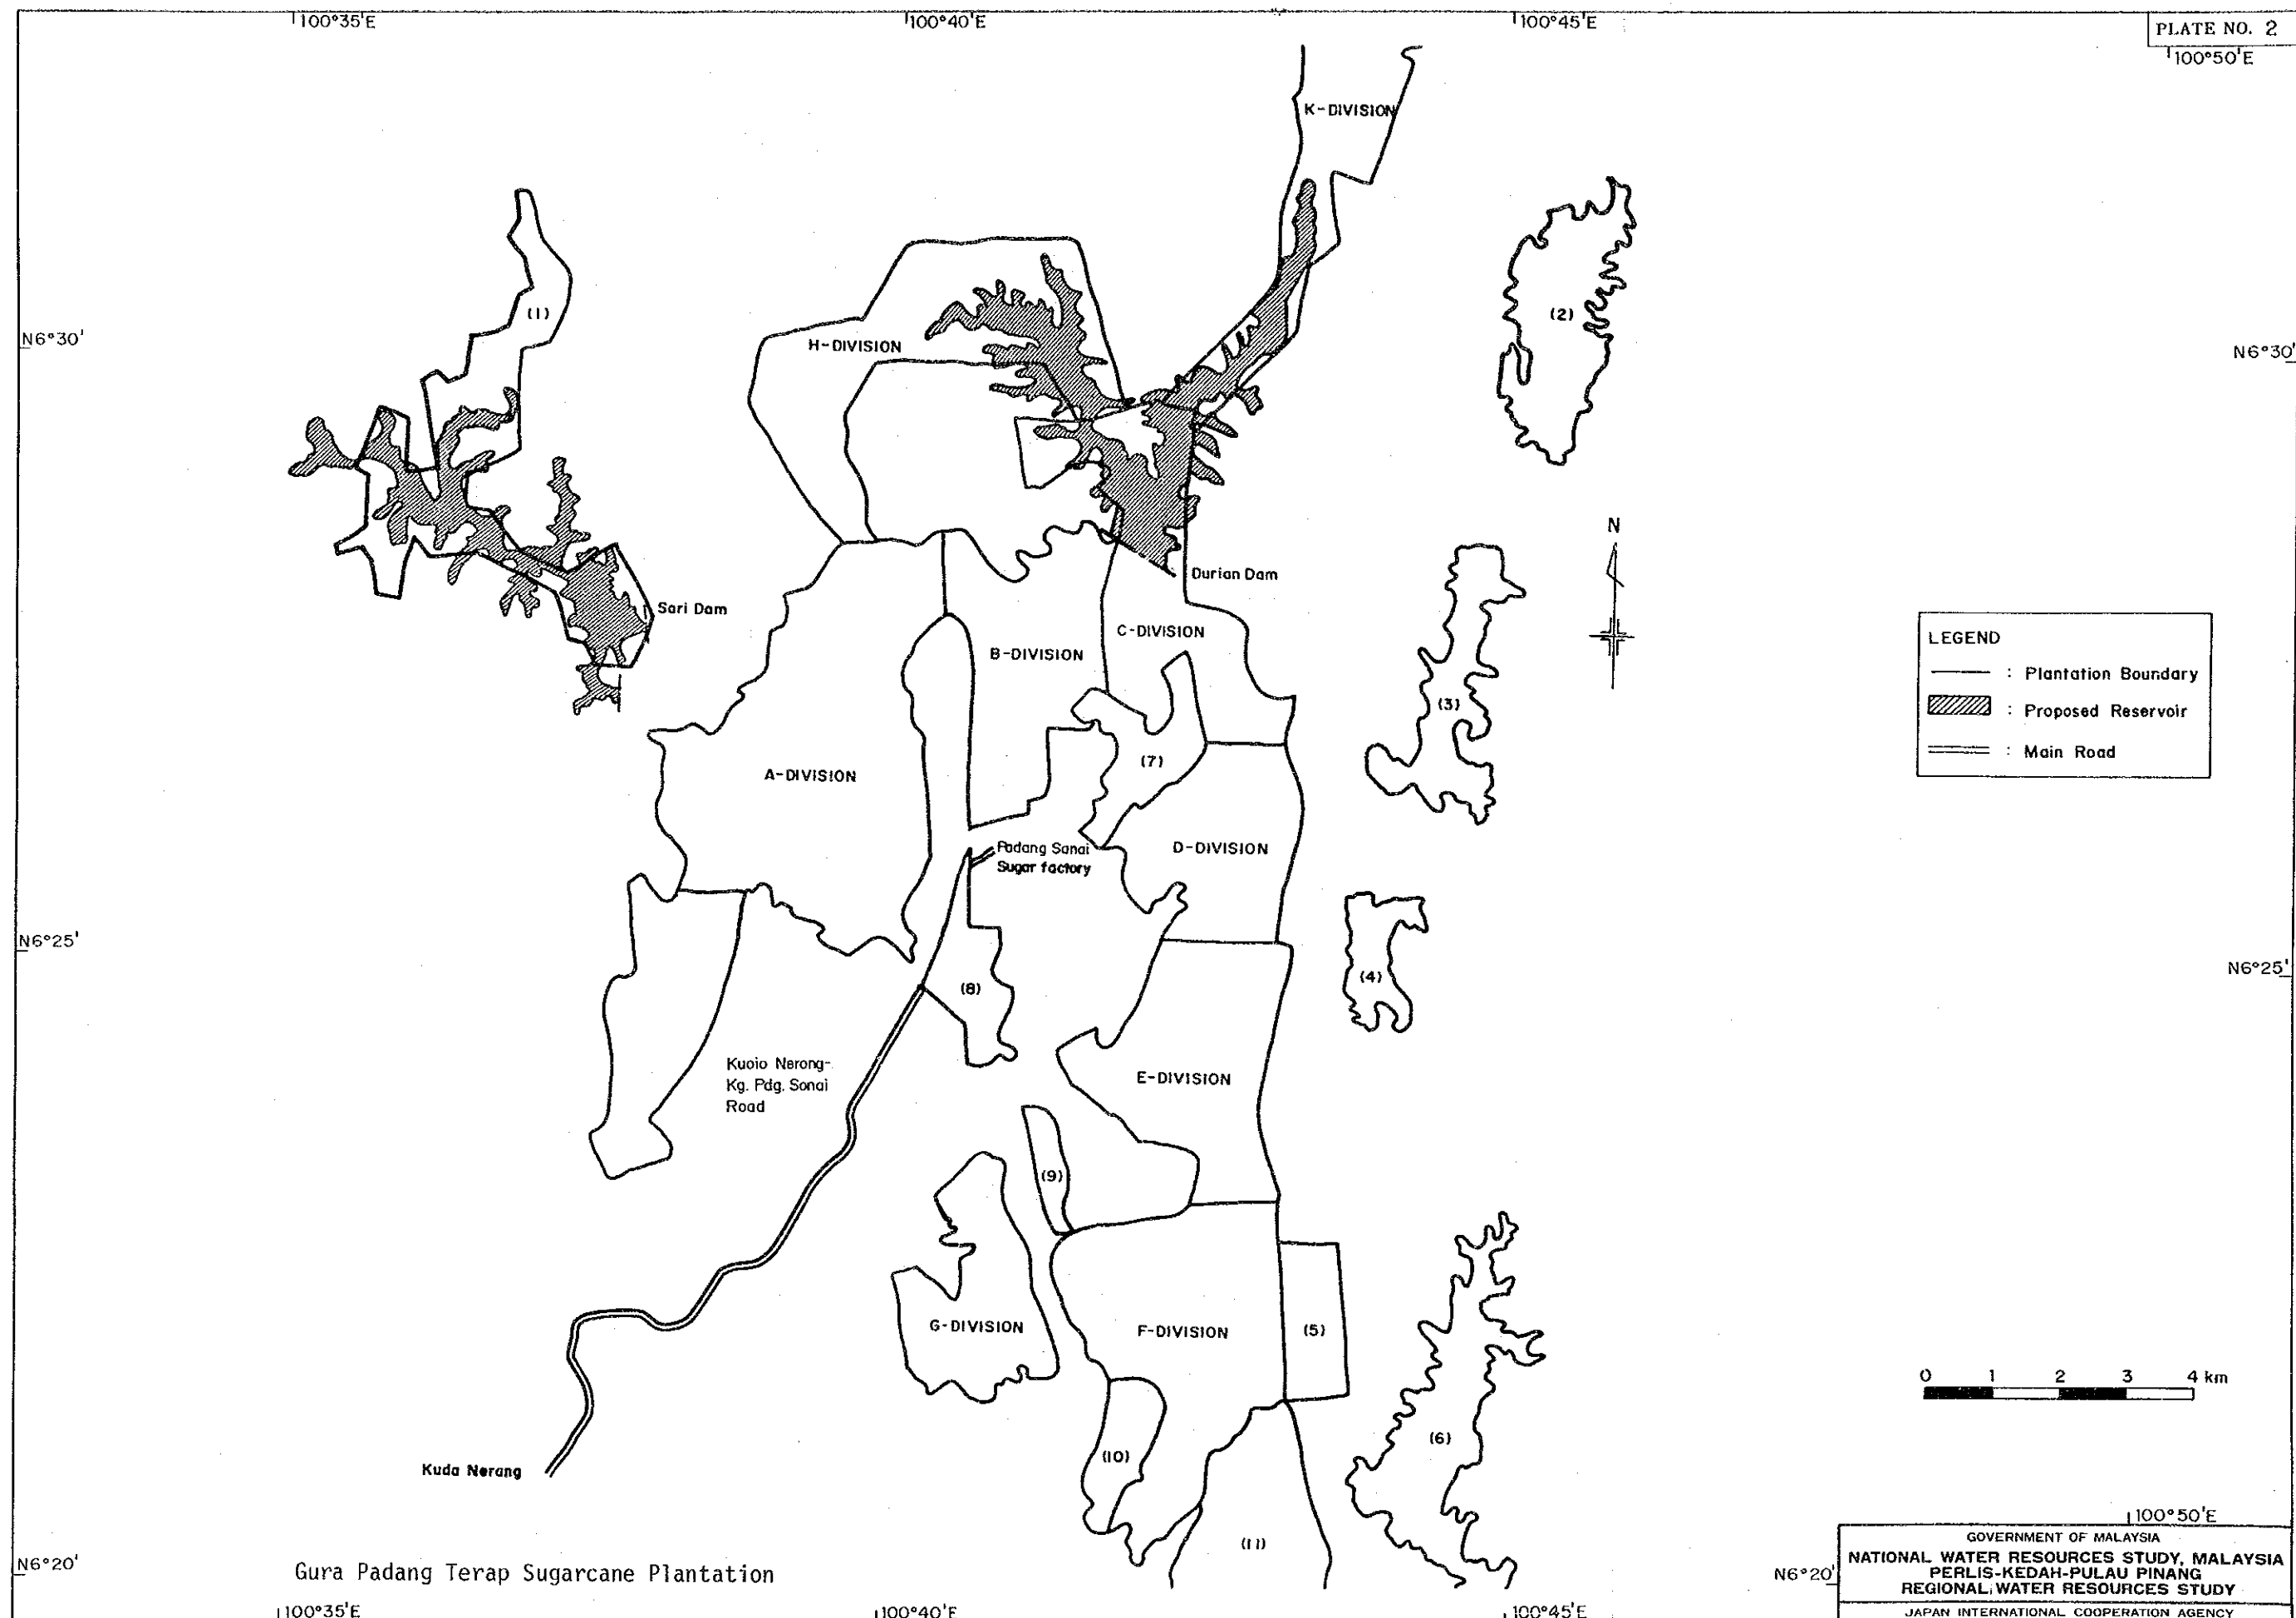 100°35'E
100°40'E
100°45'E
PLATE NO. 2
100°50'E
K-DIVISION
(1)
(2)
N6°30'
H-DIVISION
N6°30'
N
Durian Dam
Sari Dam
C-DIVISION
B-DIVISION
LEGEND
: Plantation Boundary
: Proposed Reservoir
: Main Road
(3)
(7)
A-DIVISION
Padang Sanai
Sugar factory
D-DIVISION
N6°25'
(4)
N6°25'
(8)
Kuoio Nerong-
Kg. Pdg. Sonai
Road
E-DIVISION
(9)
G-DIVISION
F-DIVISION
(5)
0 1 2 3 4 km
(6)
(10)
Kuda Nerang
(11)
100°50'E
N6°20'
Gura Padang Terap Sugarcane Plantation
N6°20'
GOVERNMENT OF MALAYSIA
NATIONAL WATER RESOURCES STUDY, MALAYSIA
PERLIS-KEDAH-PULAU PINANG
REGIONAL WATER RESOURCES STUDY
JAPAN INTERNATIONAL COOPERATION AGENCY
100°35'E
100°40'E
100°45'E